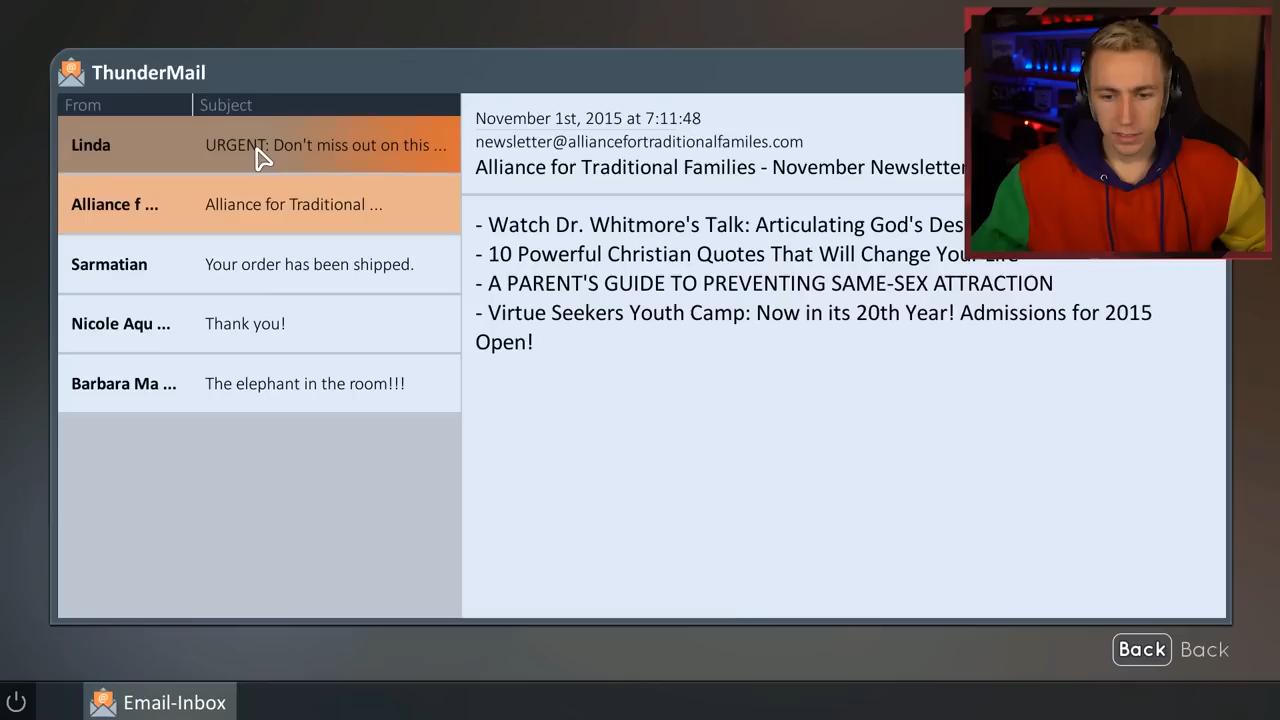 ThunderMail
From Subject
Linda URGENT: Don't miss out on this ...
Alliance f ... Alliance for Traditional ...
Sarmatian Your order has been shipped.
Nicole Aqu ... Thank you!
Barbara Ma ... The elephant in the room!!!
November 1st, 2015 at 7:11:48
newsletter@alliancefortraditionalfamiles.com
Alliance for Traditional Families - November Newsletter
- Watch Dr. Whitmore's Talk: Articulating God's Des
- 10 Powerful Christian Quotes That Will Change Your Life
- A PARENT'S GUIDE TO PREVENTING SAME-SEX ATTRACTION
- Virtue Seekers Youth Camp: Now in its 20th Year! Admissions for 2015
Open!
Back Back
Email-Inbox